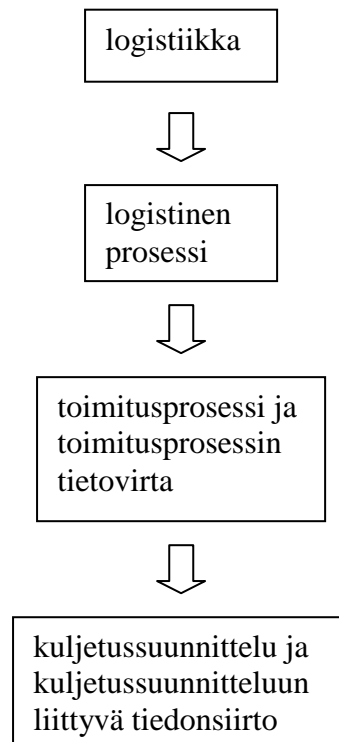 logistiikka
logistinen
prosessi
toimitusprosessi ja
toimitusprosessin
tietovirta
kuljetussuunnittelu ja
kuljetussuunnitteluun
liittyvä tiedonsiirto